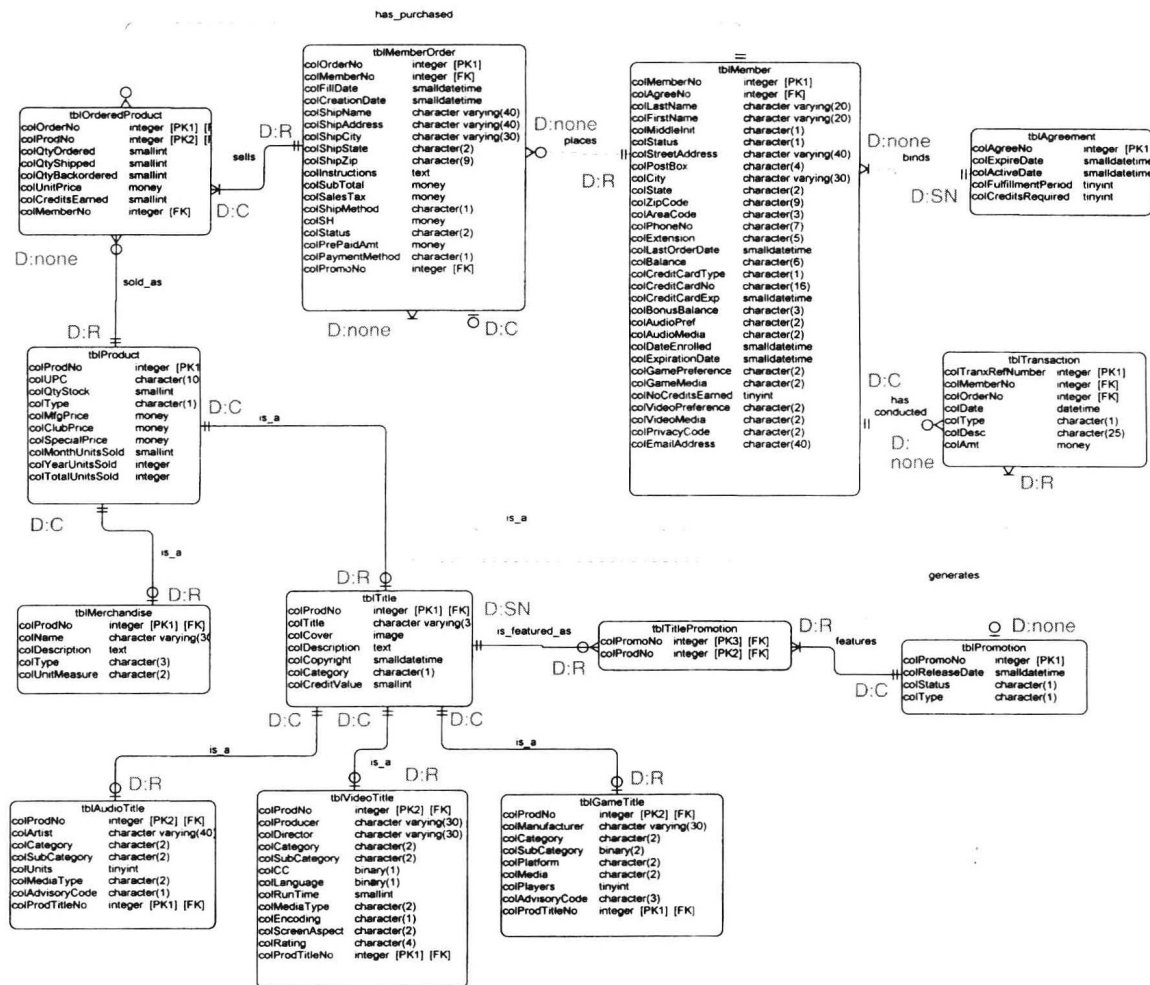 has_purchased
tblMemberOrder
colOrderNo integer [PK1]
colMemberNo integer [FK]
colFillDate smalldatetime
colCreationDate smalldatetime
colShipName character varying(40)
colShipAddress character varying(40)
colShipCity character varying(30)
colShipState character(2)
colShipZip character(9)
colInstructions text
colSubTotal money
colSalesTax money
colShipMethod character(1)
colSH money
colStatus character(2)
colPrePaidAmt money
colPaymentMethod character(1)
colPromoNo integer [FK]
D:none
D:C
tblOrderedProduct
colOrderNo integer [PK1]
colProdNo integer [PK2]
colQtyOrdered smallint
colQtyShipped smallint
colQtyBackordered smallint
colUnitPrice money
colCreditsEarned smallint
colMemberNo integer [FK]
D:R
sells
D:C
D:none
sold_as
D:R
D:none
places
D:R
tblMember
colMemberNo integer [PK1]
colAgreeNo integer [FK]
colLastName character varying(20)
colFirstName character varying(20)
colMiddleInit character(1)
colStatus character(1)
colStreetAddress character varying(40)
colPostBox character(4)
colCity character varying(30)
colState character(2)
colZipCode character(9)
colAreaCode character(3)
colPhoneNo character(7)
colExtension character(5)
colLastOrderDate smalldatetime
colBalance character(6)
colCreditCardType character(1)
colCreditCardNo character(16)
colCreditCardExp smalldatetime
colBonusBalance character(3)
colAudioPref character(2)
colAudioMedia character(2)
colDateEnrolled smalldatetime
colExpirationDate smalldatetime
colGamePreference character(2)
colGameMedia character(2)
colNoCreditsEarned tinyint
colVideoPreference character(2)
colVideoMedia character(2)
colPrivacyCode character(2)
colEmailAddress character(40)
D:none
binds
D:SN
tblAgreement
colAgreeNo integer [PK1
colExpireDate smalldatetime
colActiveDate smalldatetime
colFulfillmentPeriod tinyint
colCreditsRequired tinyint
D:C
has
conducted
D:
none
tblTransaction
colTranxRefNumber integer [PK1]
colMemberNo integer [FK]
colOrderNo integer [FK]
colDate datetime
colType character(1)
colDesc character(25)
colAmt money
D:R
tblProduct
colProdNo integer [PK1
colUPC character(10
colQtyStock smallint
colType character(1)
colMfgPrice money
colClubPrice money
colSpecialPrice money
colMonthUnitsSold smallint
colYearUnitsSold integer
colTotalUnitsSold integer
D:C
is_a
D:C
is_a
D:R
is_a
generates
tblMerchandise
colProdNo integer [PK1] [FK]
colName character varying(30
colDescription text
colType character(3)
colUnitMeasure character(2)
D:R
tblTitle
colProdNo integer [PK1] [FK]
colTitle character varying(3
colCover image
colDescription text
colCopyright smalldatetime
colCategory character(1)
colCreditValue smallint
D:SN
is_featured_as
D:R
tblTitlePromotion
colPromoNo integer [PK3] [FK]
colProdNo integer [PK2] [FK]
D:R
features
D:C
D:none
tblPromotion
colPromoNo integer [PK1]
colReleaseDate smalldatetime
colStatus character(1)
colType character(1)
D:C
D:C
D:C
is_a
is_a
is_a
D:R
D:R
D:R
tblAudioTitle
colProdNo integer [PK2] [FK]
colArtist character varying(40)
colCategory character(2)
colSubCategory character(2)
colUnits tinyint
colMediaType character(2)
colAdvisoryCode character(1)
colProdTitleNo integer [PK1] [FK]
tblVideoTitle
colProdNo integer [PK2] [FK]
colProducer character varying(30)
colDirector character varying(30)
colCategory character(2)
colSubCategory character(2)
colCC binary(1)
colLanguage binary(1)
colRunTime smallint
colMediaType character(2)
colEncoding character(1)
colScreenAspect character(2)
colRating character(4)
colProdTitleNo integer [PK1] [FK]
tblGameTitle
colProdNo integer [PK2] [FK]
colManufacturer character varying(30)
colCategory character(2)
colSubCategory binary(2)
colPlatform character(2)
colMedia character(2)
colPlayers tinyint
colAdvisoryCode character(3)
colProdTitleNo integer [PK1] [FK]